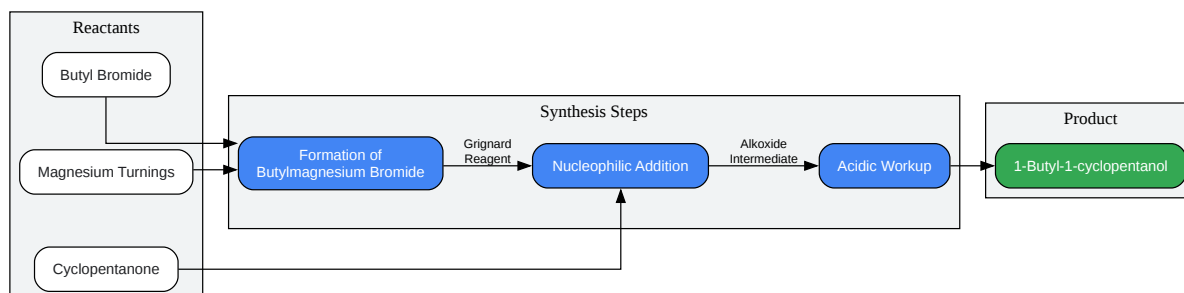 Reactants
Butyl Bromide
Magnesium Turnings
Cyclopentanone
Synthesis Steps
Formation of
Butylmagnesium Bromide
Grignard
Reagent
Nucleophilic Addition
Alkoxide
Intermediate
Acidic Workup
Product
1-Butyl-1-cyclopentanol